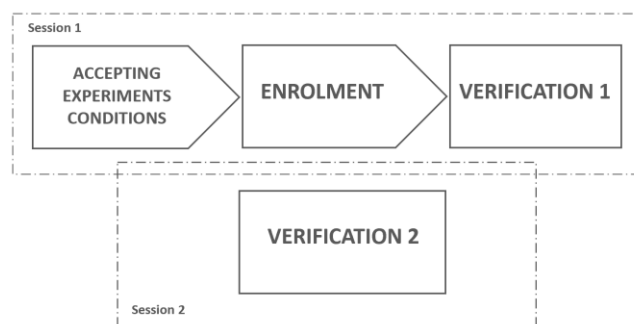 Session 1
ACCEPTING
EXPERIMENTS
CONDITIONS
ENROLMENT
VERIFICATION 1
VERIFICATION 2
Session 2